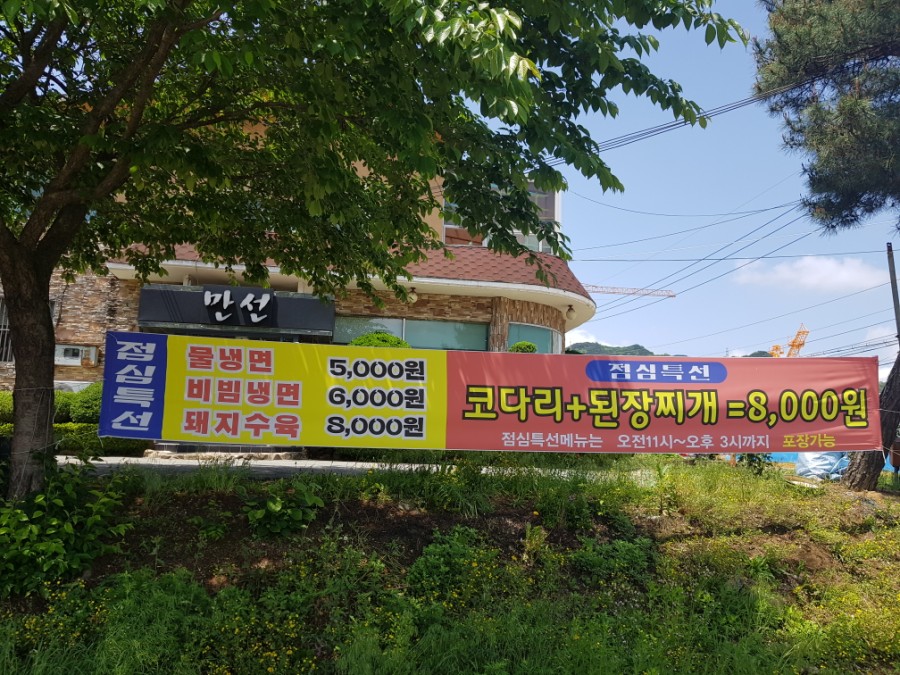 만선
점심특선
물냉면 5,000원
비빔냉면 6,000원
돼지수육 8,000원
점심특선
코다리+된장찌개 =8,000원
점심특선메뉴는 오전11시~오후 3시까지 포장가능